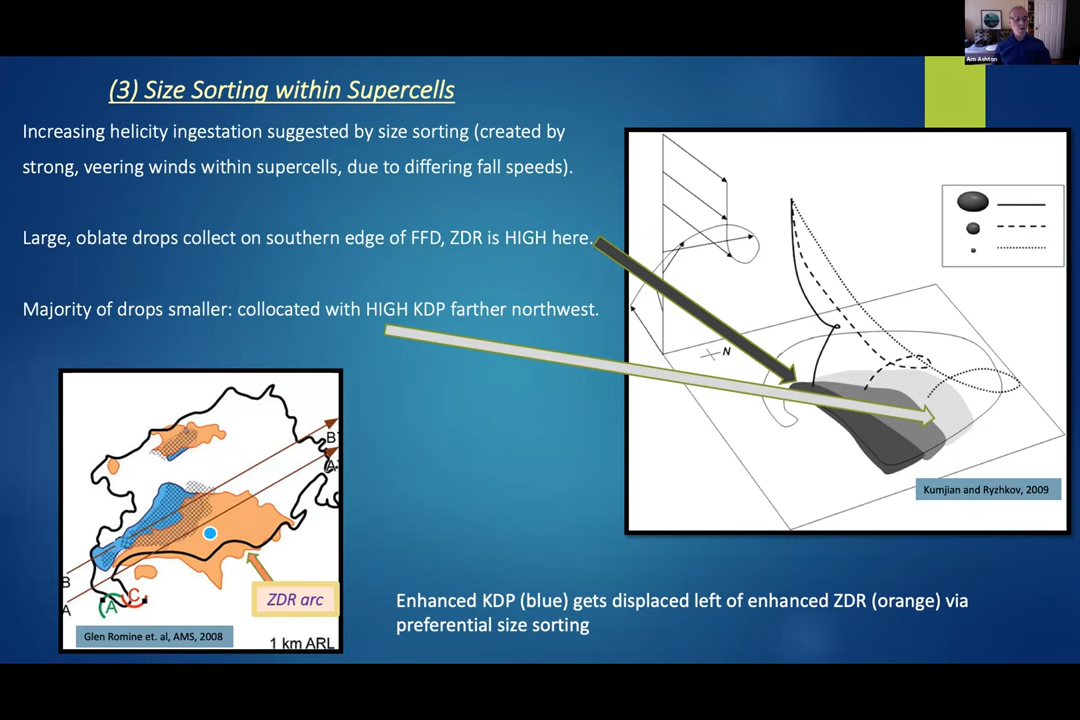 Arn Ashton
(3) Size Sorting within Supercells
Increasing helicity ingestation suggested by size sorting (created by
strong, veering winds within supercells, due to differing fall speeds).
Large, oblate drops collect on southern edge of FFD, ZDR is HIGH here.
Majority of drops smaller: collocated with HIGH KDP farther northwest.
N
Kumjian and Ryzhkov, 2009
B'
A'
B
A
A
C
ZDR arc
Glen Romine et. al, AMS, 2008
1 km ARL
Enhanced KDP (blue) gets displaced left of enhanced ZDR (orange) via
preferential size sorting